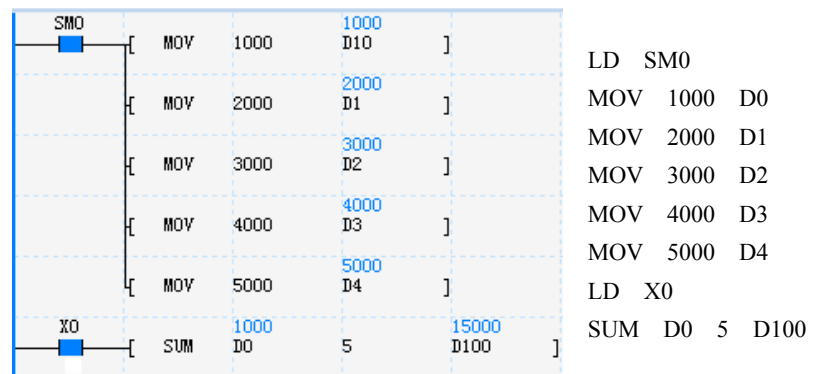 SM0 1000
[ MOV 1000 D10 ]
2000
[ MOV 2000 D1 ]
3000
[ MOV 3000 D2 ]
4000
[ MOV 4000 D3 ]
5000
[ MOV 5000 D4 ]
X0 1000 15000
[ SUM D0 5 D100 ]
LD SM0
MOV 1000 D0
MOV 2000 D1
MOV 3000 D2
MOV 4000 D3
MOV 5000 D4
LD X0
SUM D0 5 D100